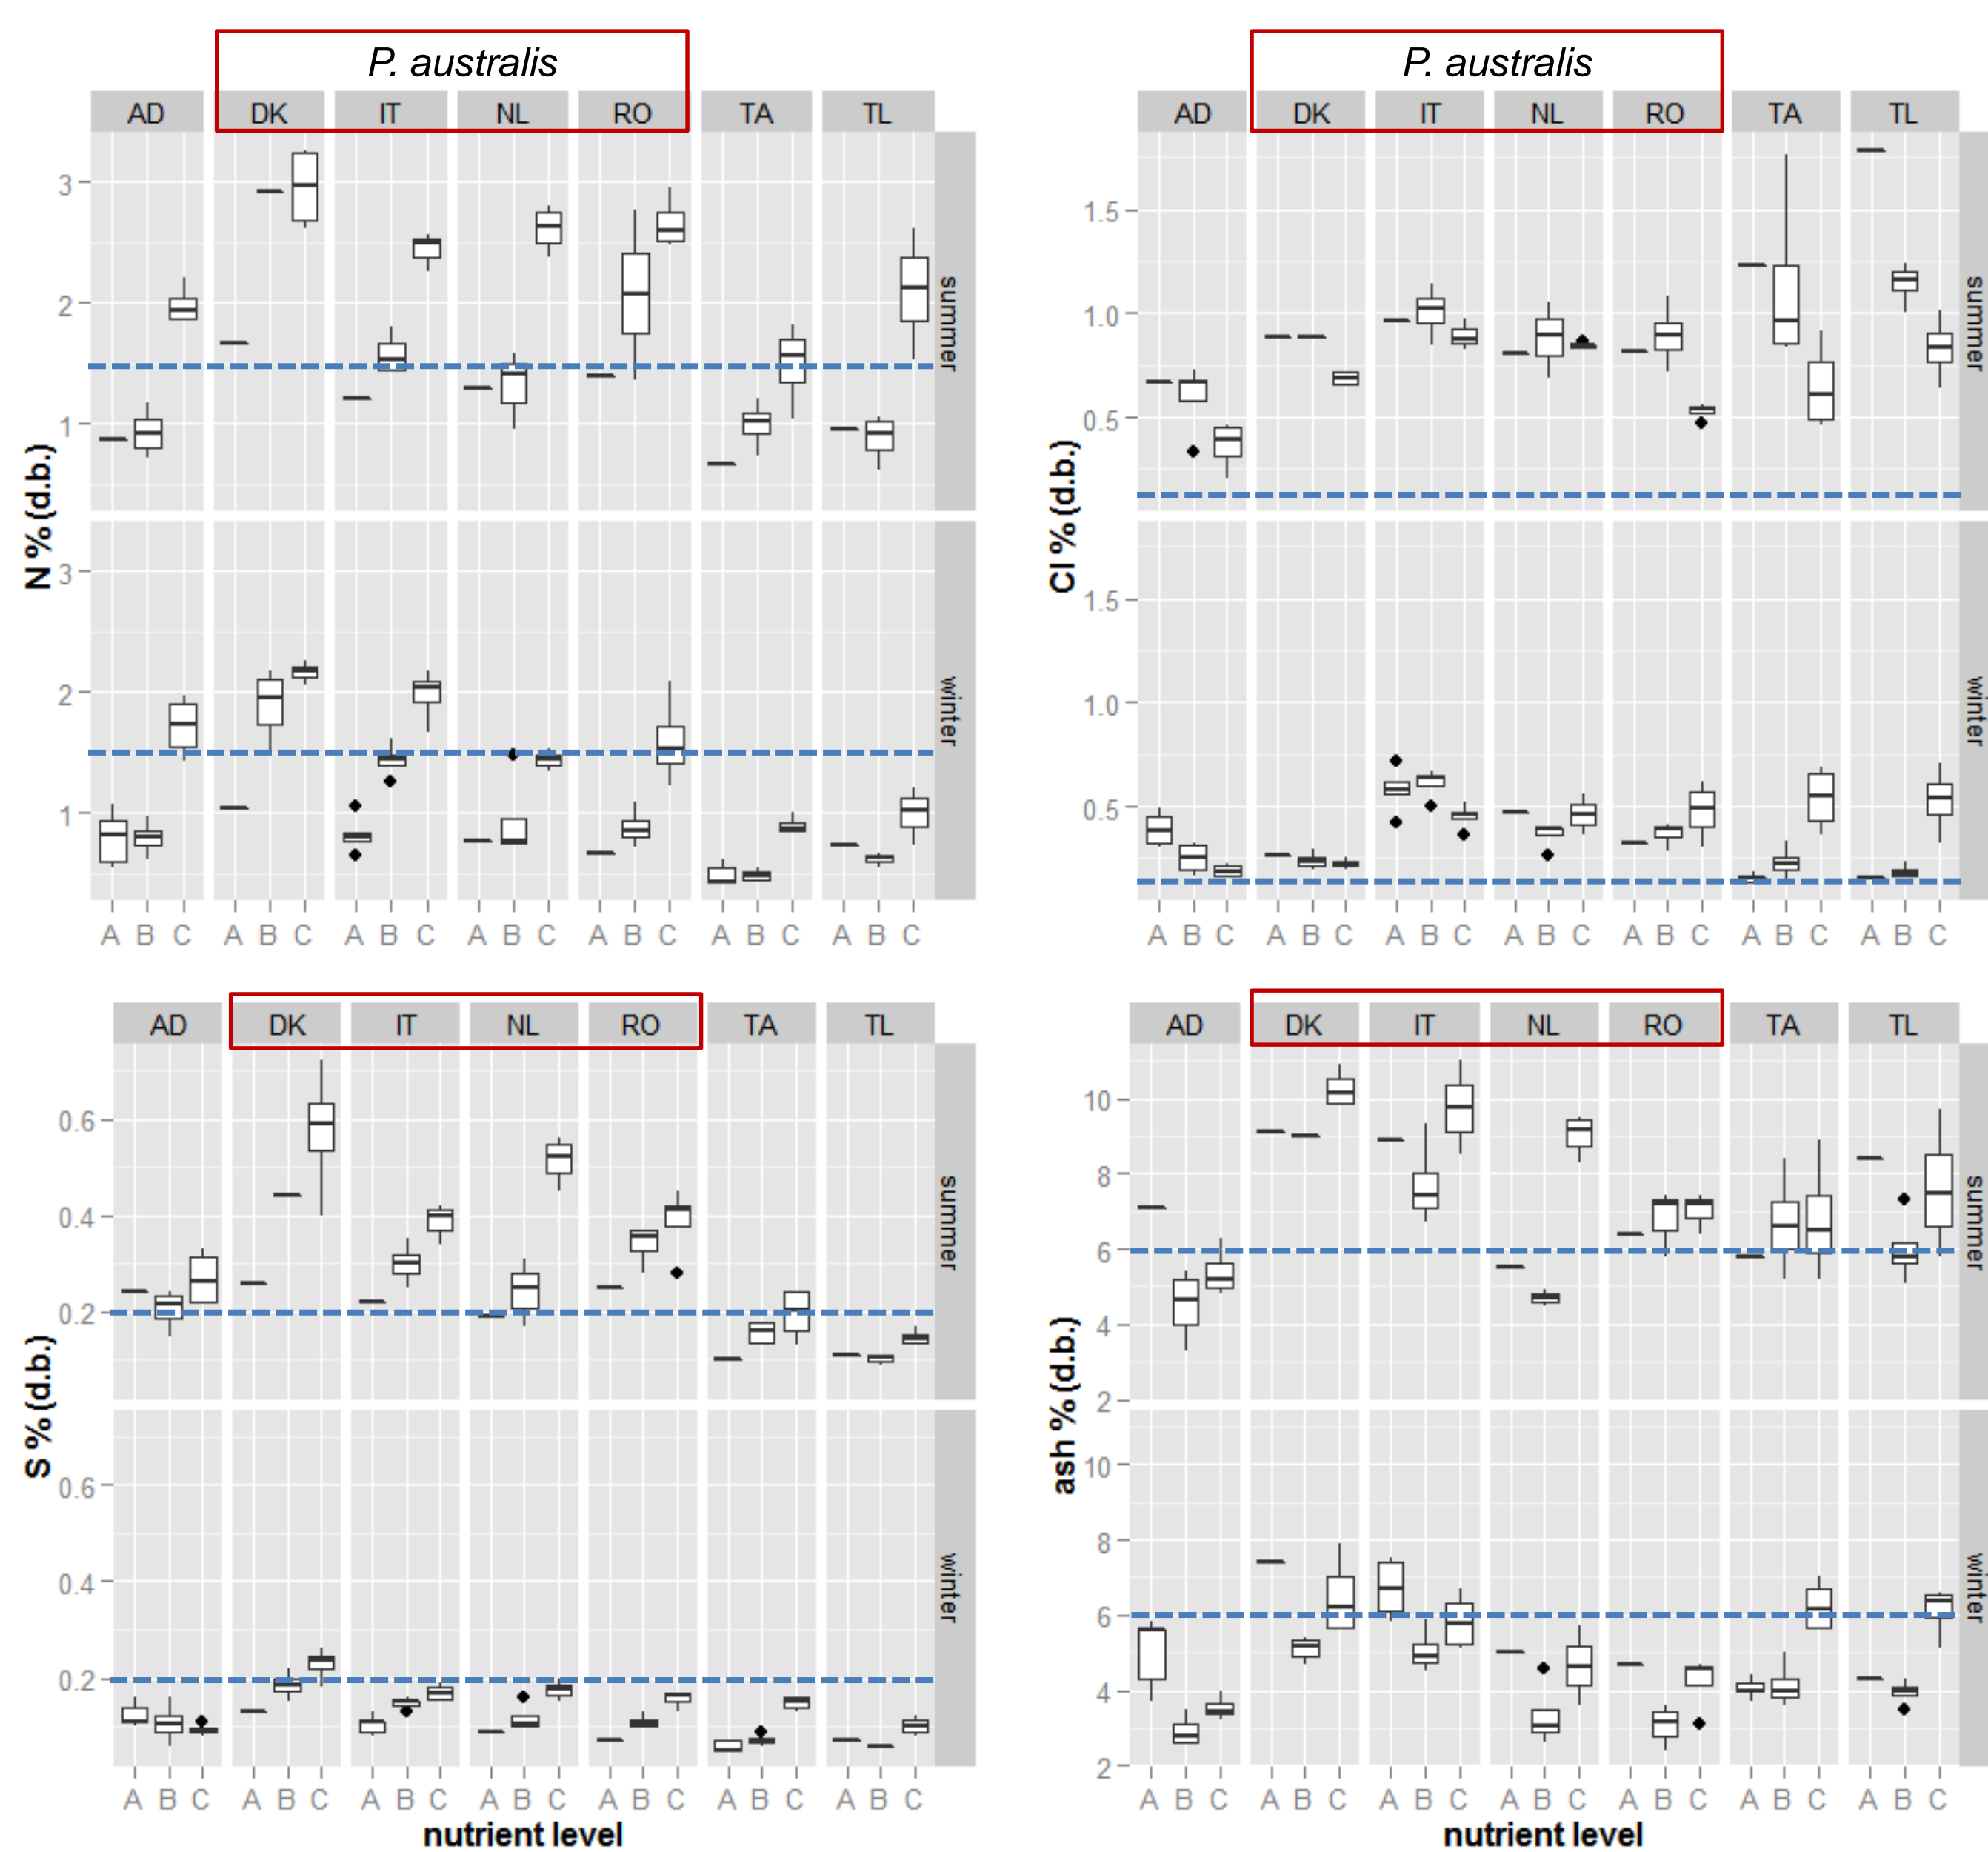 P. australis
AD DK IT NL RO TA TL
3
2
1
summer
3
2
1
winter
N % (d.b.)
A B C A B C A B C A B C A B C A B C A B C
P. australis
AD DK IT NL RO TA TL
1.5
1.0
0.5
summer
1.5
1.0
0.5
winter
Cl % (d.b.)
A B C A B C A B C A B C A B C A B C A B C
AD DK IT NL RO TA TL
0.6
0.4
0.2
summer
0.6
0.4
0.2
winter
S % (d.b.)
A B C A B C A B C A B C A B C A B C A B C
nutrient level
AD DK IT NL RO TA TL
10
8
6
4
2
summer
10
8
6
4
2
winter
ash % (d.b.)
A B C A B C A B C A B C A B C A B C A B C
nutrient level